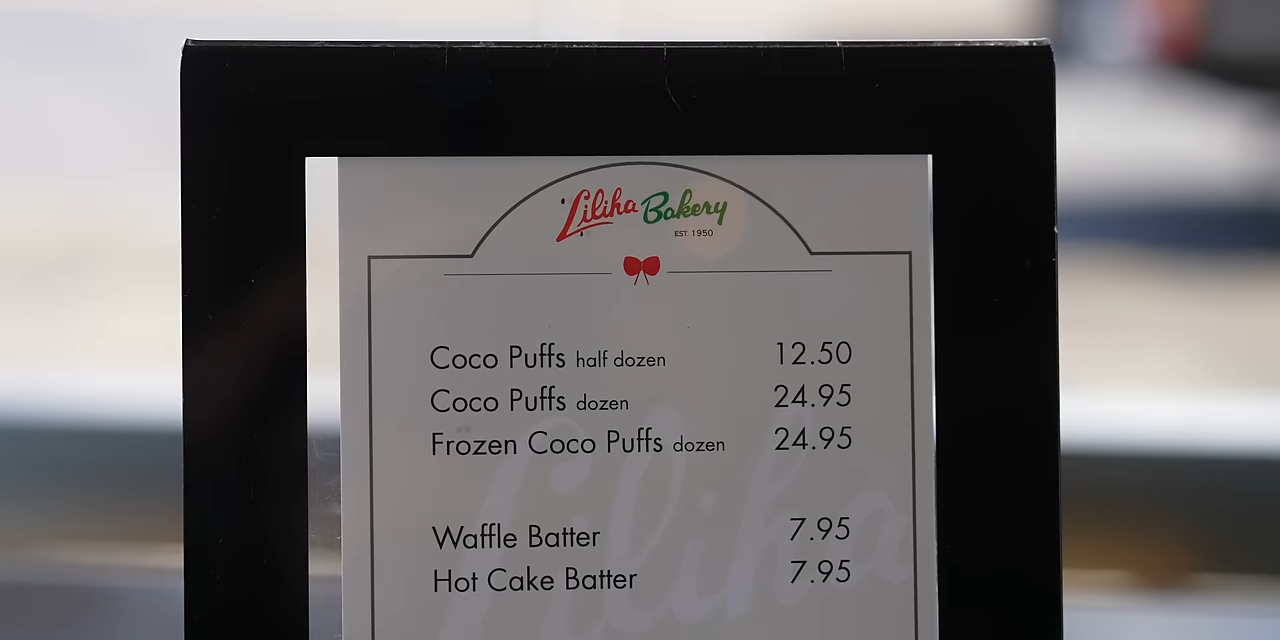 Liliha Bakery
EST. 1950
Coco Puffs half dozen 12.50
Coco Puffs dozen 24.95
Frozen Coco Puffs dozen 24.95
Waffle Batter 7.95
Hot Cake Batter 7.95
Liliha